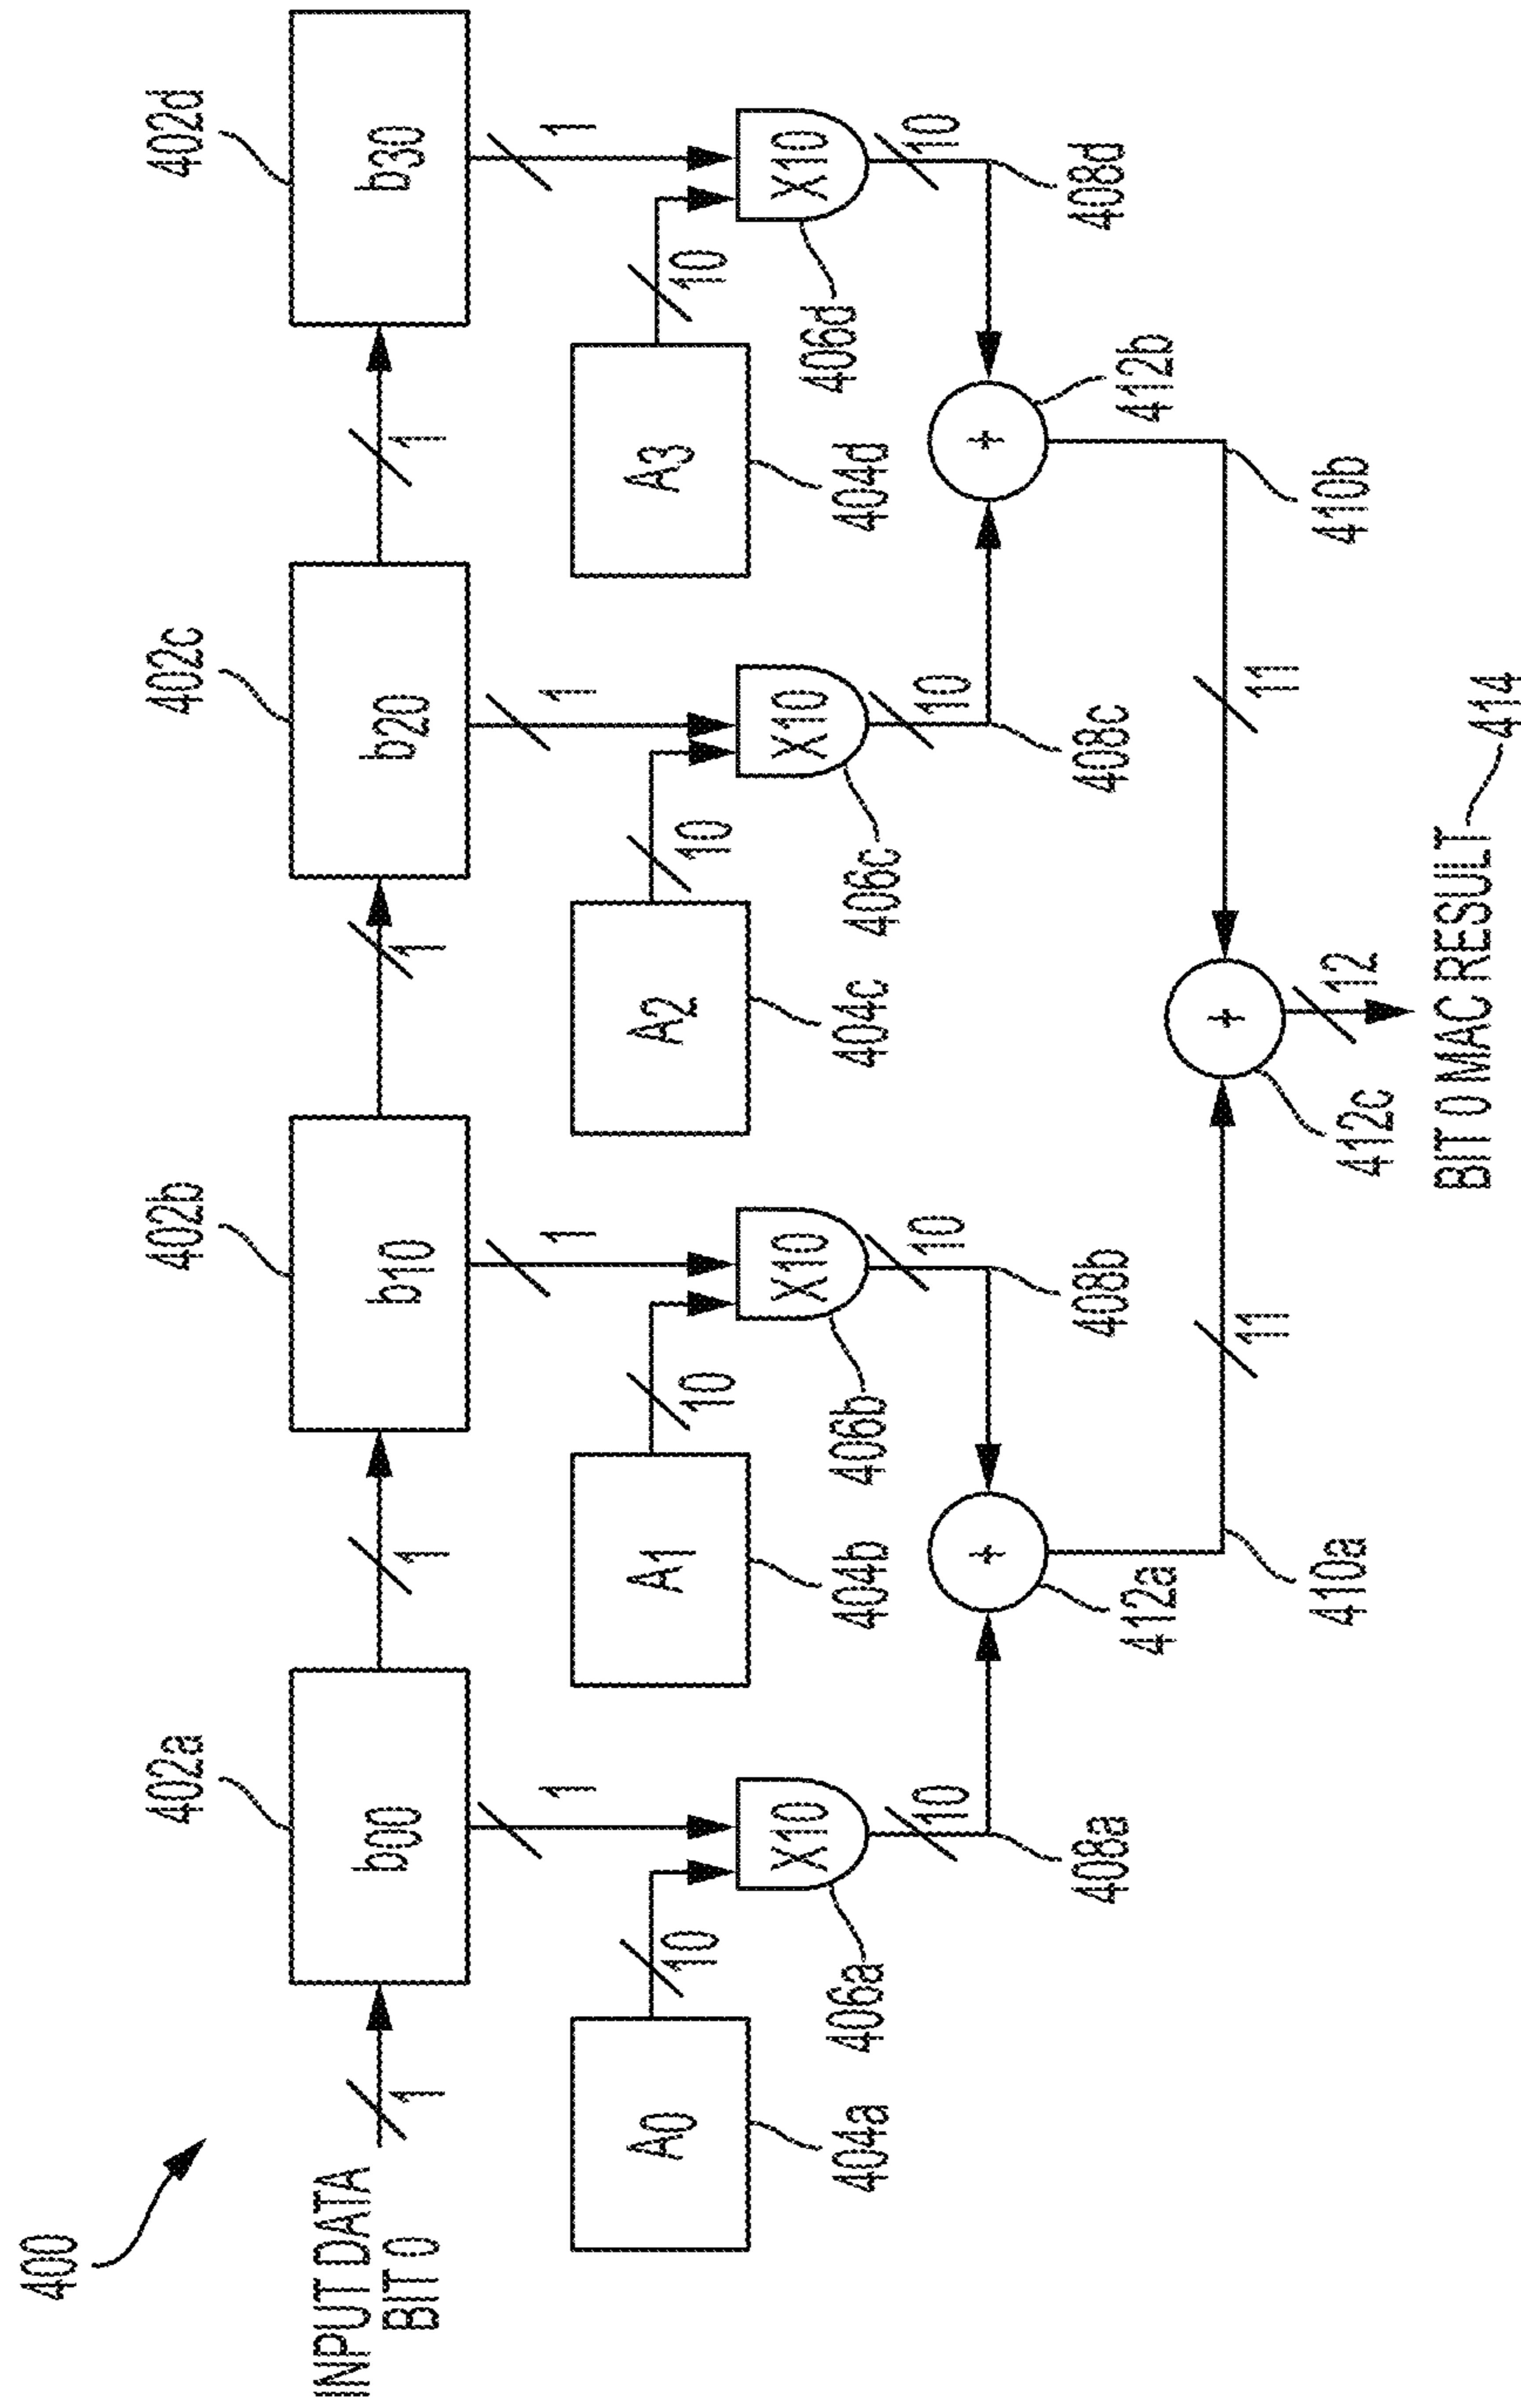 400
402a
402b
402c
402d
INPUT DATA
BIT 0
1
b00
1
b10
1
b20
1
b30
1
1
1
1
10
10
10
10
A0
A1
A2
A3
X10
X10
X10
X10
404a
406a
404b
406b
404c
406c
404d
406d
10
10
10
10
+
+
408a
412a
408b
408c
412b
408d
11
11
410a
+
410b
412c
12
BIT 0 MAC RESULT
414